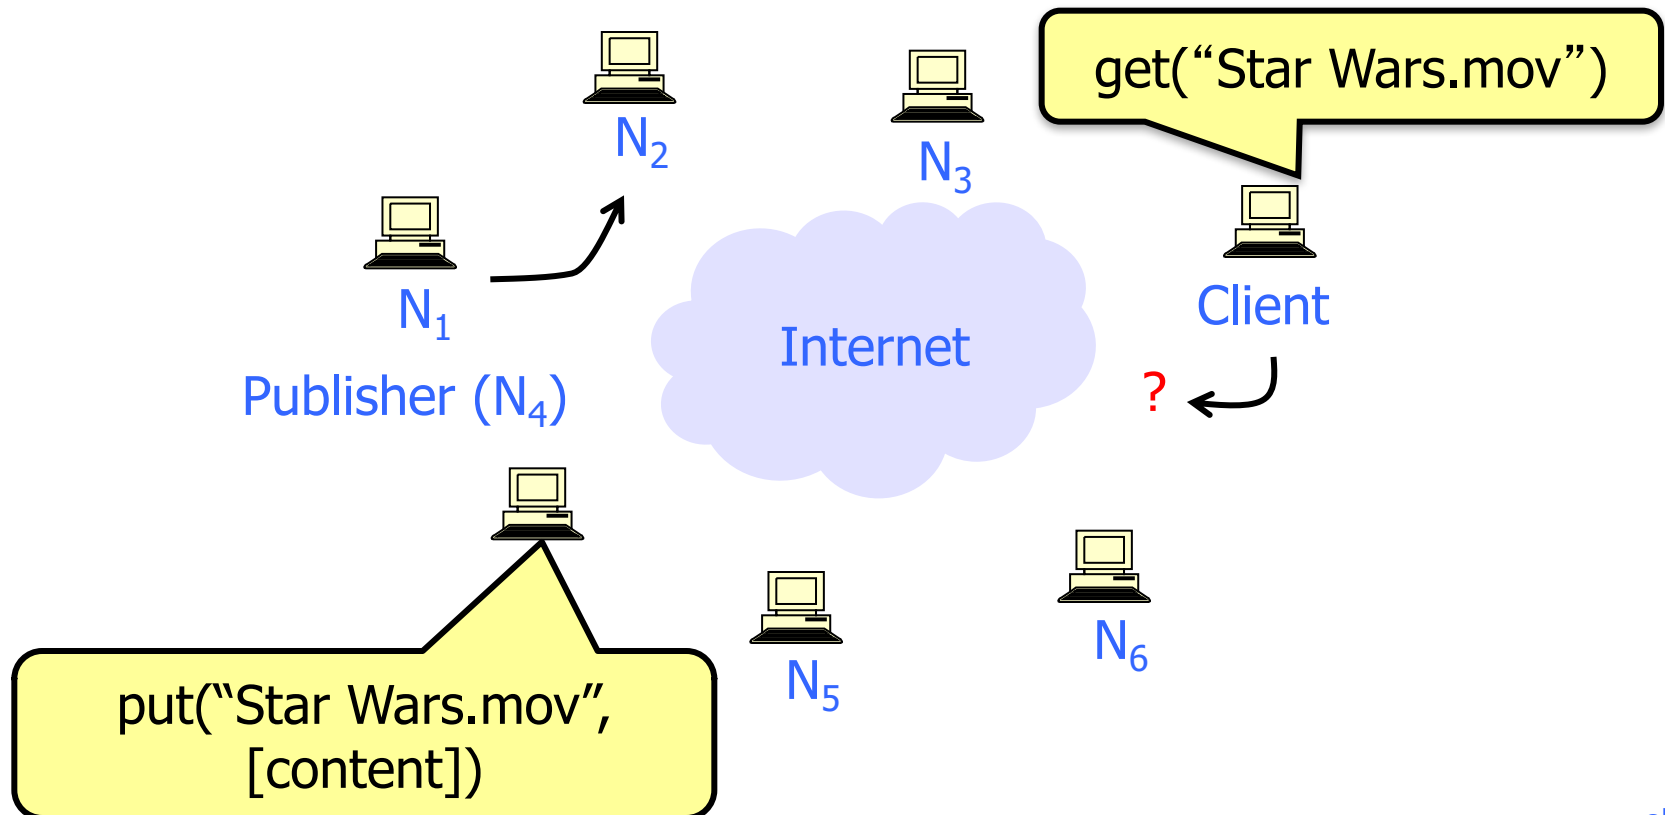 get(“Star Wars.mov”)
N₂
N₃
N₁
Client
Internet
Publisher (N₄)
?
N₆
N₅
put(“Star Wars.mov”,
[content])